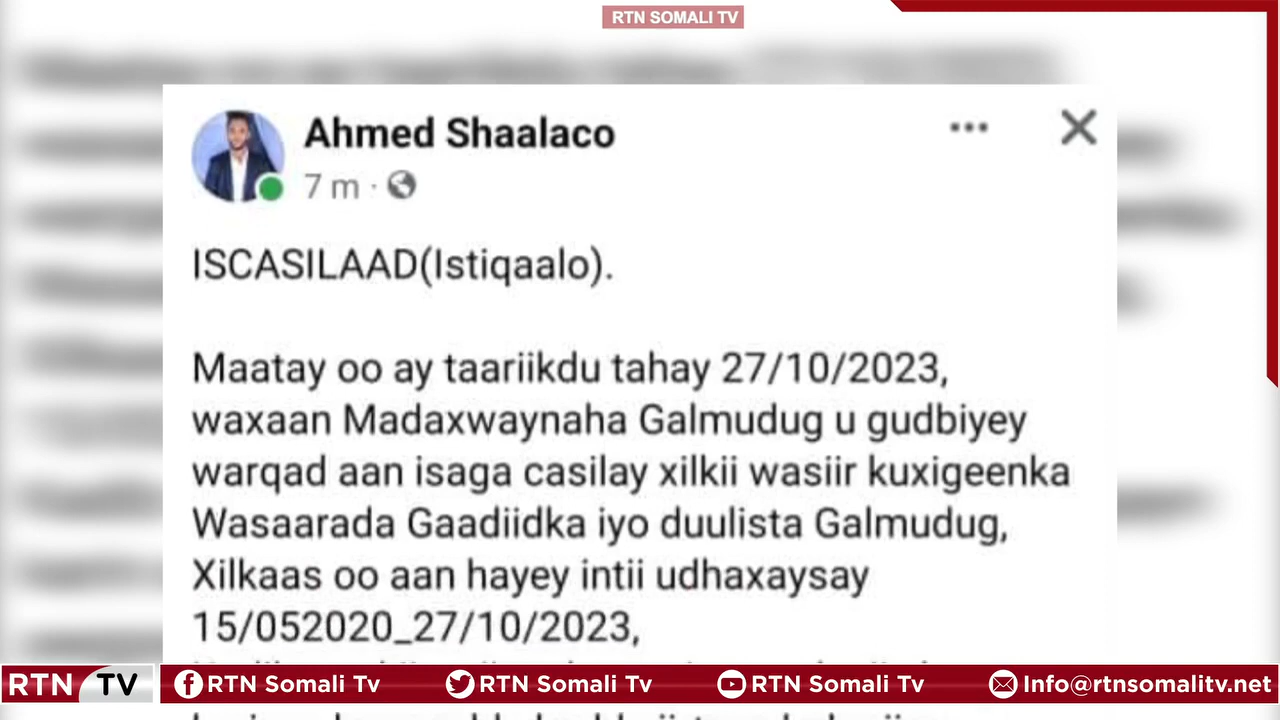 RTN SOMALI TV
Ahmed Shaalaco
7 m ·
ISCASILAAD(Istiqaalo).
Maatay oo ay taariikdu tahay 27/10/2023,
waxaan Madaxwaynaha Galmudug u gudbiyey
warqad aan isaga casilay xilkii wasiir kuxigeenka
Wasaarada Gaadiidka iyo duulista Galmudug,
Xilkaas oo aan hayey intii udhaxaysay
15/052020_27/10/2023,
RTN TV RTN Somali Tv RTN Somali Tv RTN Somali Tv Info@rtnsomalitv.net